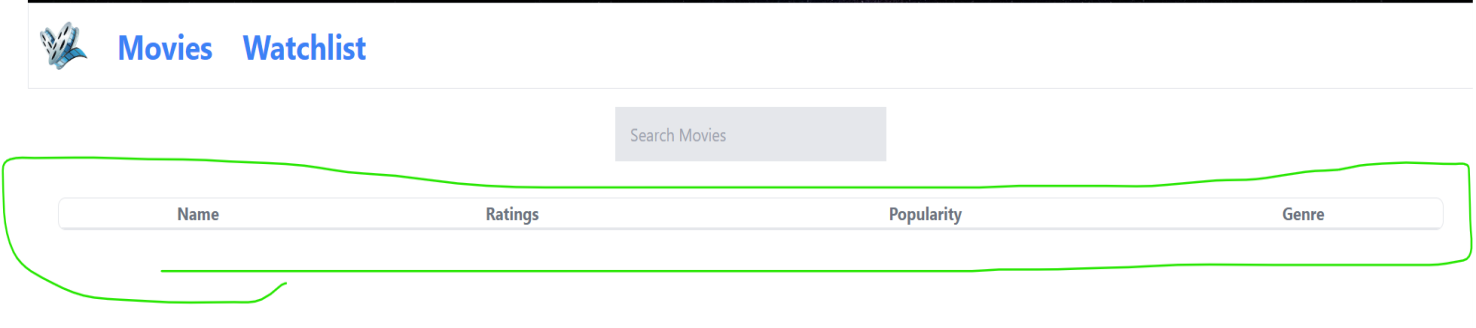 Movies Watchlist
Search Movies
Name Ratings Popularity Genre